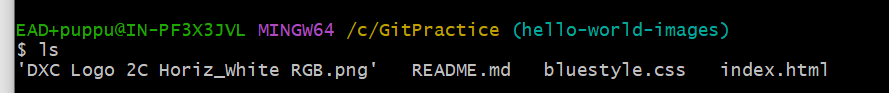 EAD+puppu@IN-PF3X3JVL MINGW64 /c/GitPractice (hello-world-images)
$ ls
'DXC Logo 2C Horiz_White RGB.png'   README.md   bluestyle.css   index.html